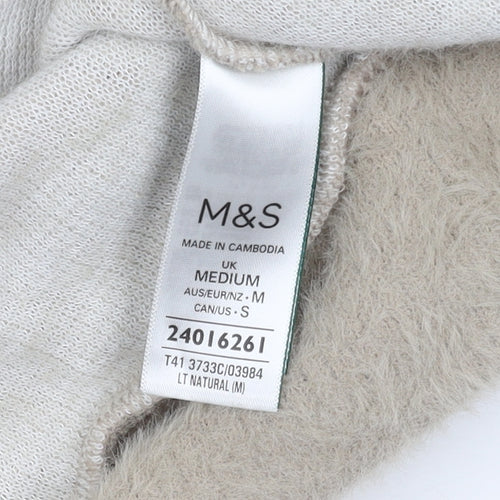 M&S
MADE IN CAMBODIA
UK
MEDIUM
AUS/EUR/NZ • M
CAN/US • S
24016261
T41 3733C/03984
LT NATURAL (M)